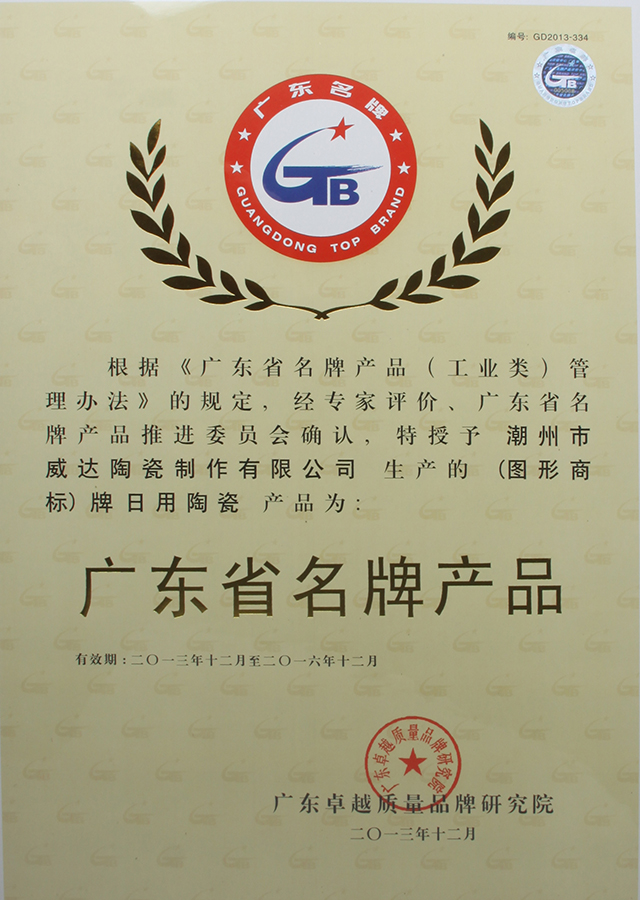 编号: GD2013-334
广东名牌
GTB
GUANGDONG TOP BRAND
根据《广东省名牌产品（工业类）管
理办法》的规定，经专家评价、广东省名
牌产品推进委员会确认，特授予 潮州市
威达陶瓷制作有限公司 生产的 (图形商
标) 牌 日用陶瓷 产品为：
广东省名牌产品
有效期：二〇一三年十二月至二〇一六年十二月
广东卓越质量品牌研究院
广东卓越质量品牌研究院
二〇一三年十二月